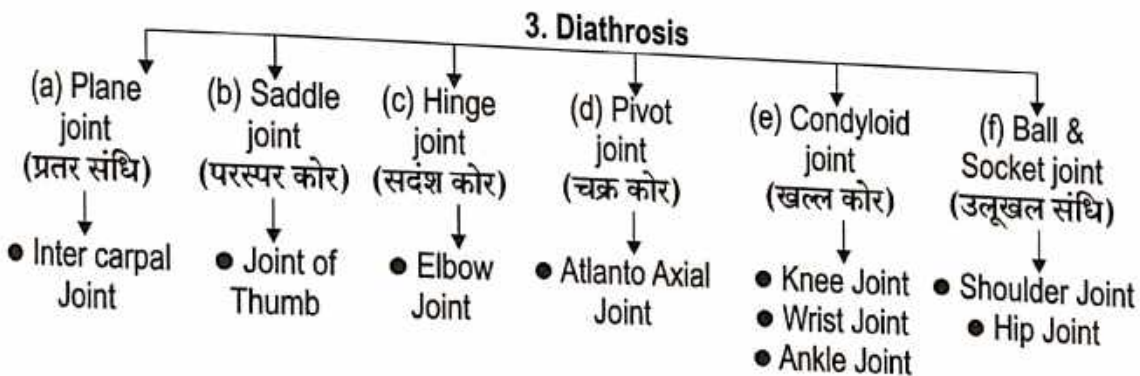 3. Diathrosis
(a) Plane
joint
(प्रतर संधि)
● Inter carpal
Joint
(b) Saddle
joint
(परस्पर कोर)
● Joint of
Thumb
(c) Hinge
joint
(सदंश कोर)
● Elbow
Joint
(d) Pivot
joint
(चक्र कोर)
● Atlanto Axial
Joint
(e) Condyloid
joint
(खल्ल कोर)
● Knee Joint
● Wrist Joint
● Ankle Joint
(f) Ball &
Socket joint
(उलूखल संधि)
● Shoulder Joint
● Hip Joint